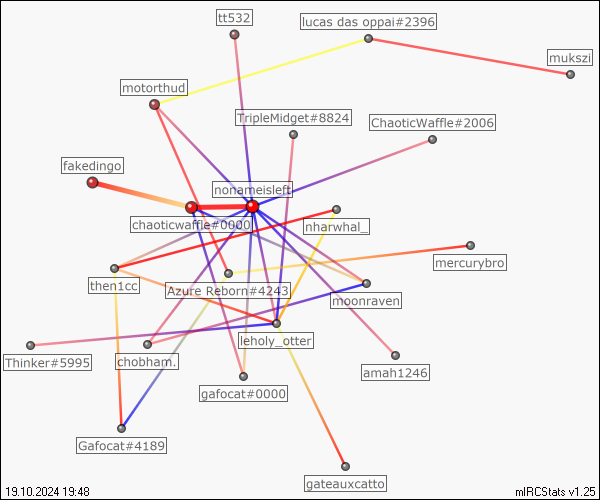 tt532
lucas das oppai#2396
mukszi
motorthud
TripleMidget#8824
ChaoticWaffle#2006
fakedingo
nonameisleft
chaoticwaffle#0000
nharwhal_
mercurybro
then1cc
Azure Reborn#4243
moonraven
leholy_otter
Thinker#5995
chobham.
amah1246
gafocat#0000
Gafocat#4189
gateauxcatto
19.10.2024 19:48
mIRCStats v1.25